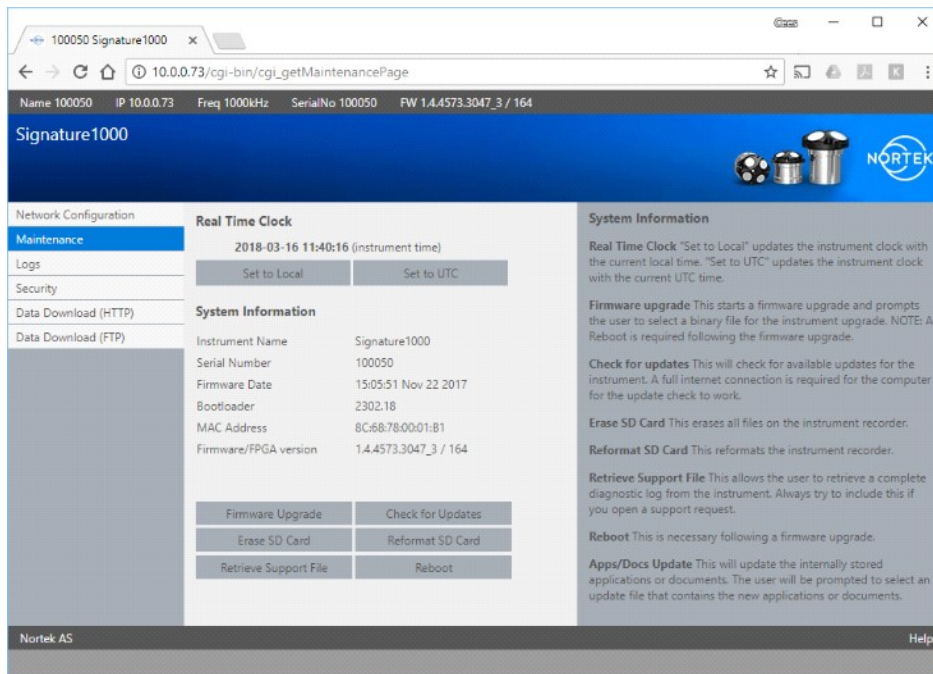 100050 Signature1000
10.0.0.73/cgi-bin/cgi_getMaintenancePage
Name 100050 IP 10.0.0.73 Freq 1000kHz SerialNo 100050 FW 1.4.4573.3047_3 / 164
Signature1000
NORTEK
Network Configuration
Maintenance
Logs
Security
Data Download (HTTP)
Data Download (FTP)
Real Time Clock
2018-03-16 11:40:16 (instrument time)
Set to Local Set to UTC
System Information
Instrument Name Signature1000
Serial Number 100050
Firmware Date 15:05:51 Nov 22 2017
Bootloader 2302.18
MAC Address 8C:68:78:00:01:B1
Firmware/FPGA version 1.4.4573.3047_3 / 164
Firmware Upgrade Check for Updates
Erase SD Card Reformat SD Card
Retrieve Support File Reboot
System Information
Real Time Clock "Set to Local" updates the instrument clock with
the current local time. "Set to UTC" updates the instrument clock
with the current UTC time.
Firmware upgrade This starts a firmware upgrade and prompts
the user to select a binary file for the instrument upgrade. NOTE: A
Reboot is required following the firmware upgrade.
Check for updates This will check for available updates for the
instrument. A full internet connection is required for the computer
for the update check to work.
Erase SD Card This erases all files on the instrument recorder.
Reformat SD Card This reformats the instrument recorder.
Retrieve Support File This allows the user to retrieve a complete
diagnostic log from the instrument. Always try to include this if
you open a support request.
Reboot This is necessary following a firmware upgrade.
Apps/Docs Update This will update the internally stored
applications or documents. The user will be prompted to select an
update file that contains the new applications or documents.
Nortek AS Help